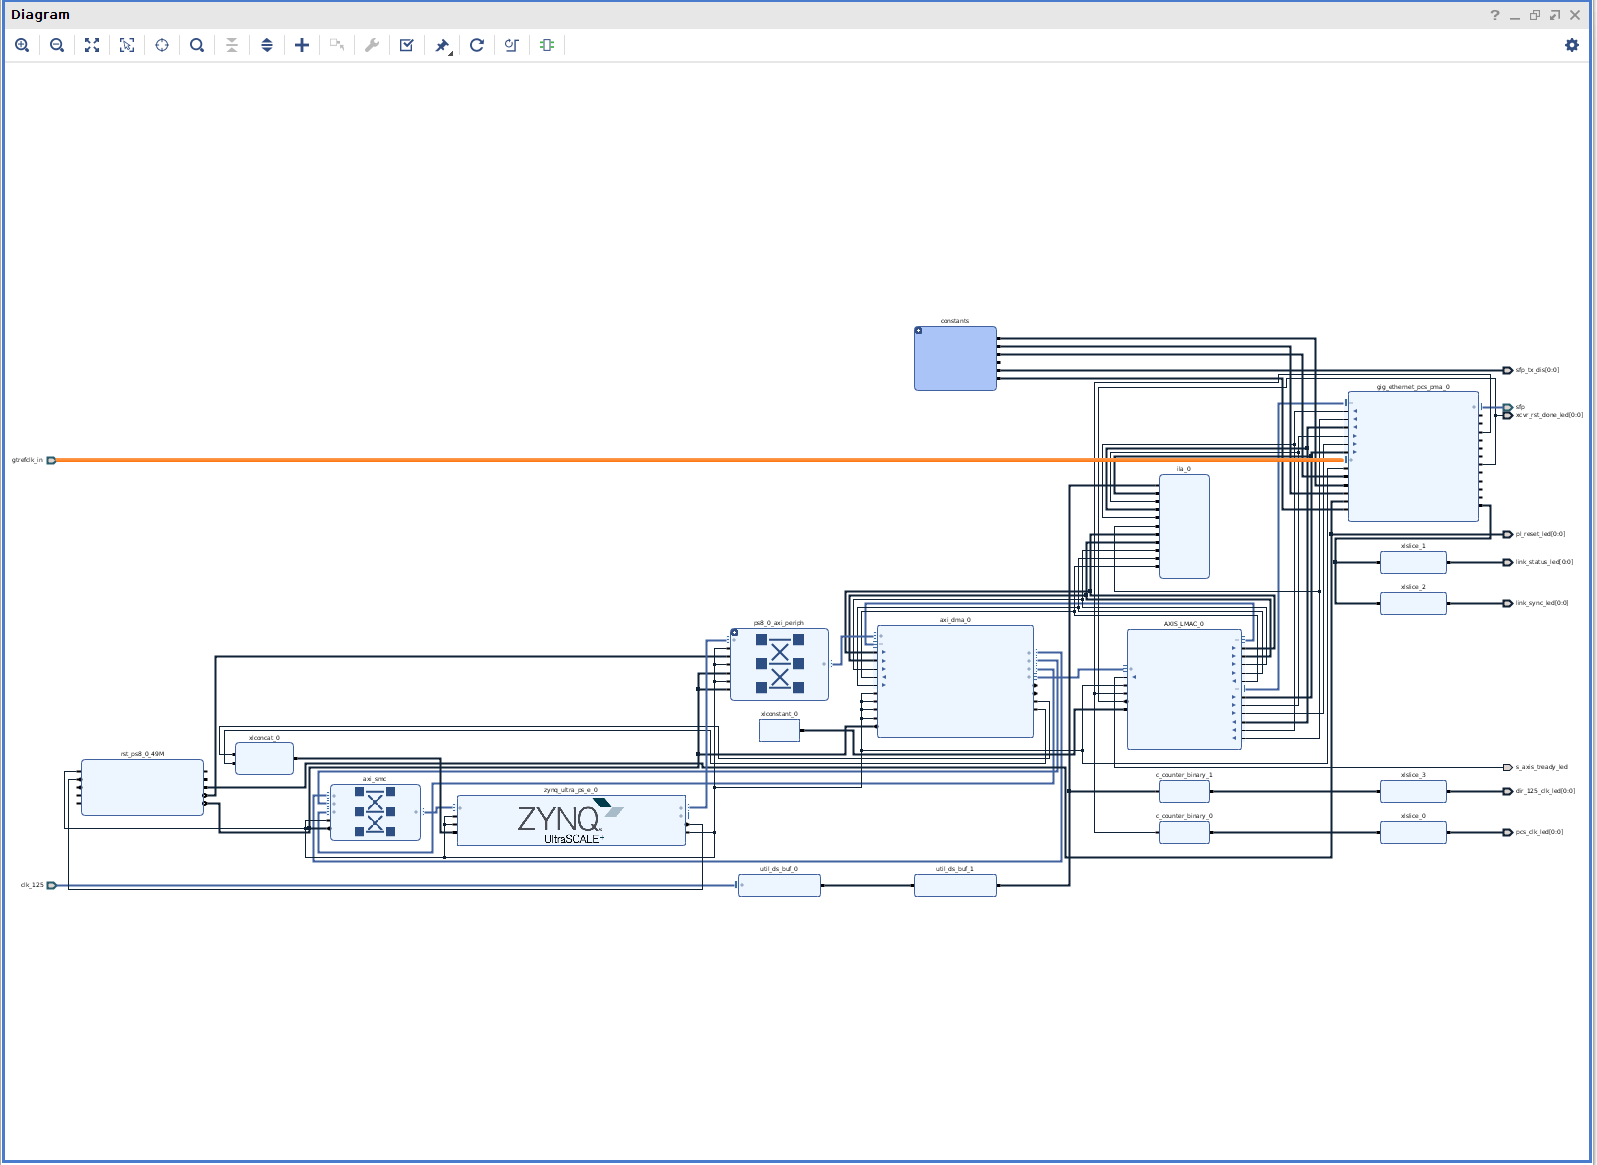 Diagram
constants
sfp_tx_dis[0:0]
gig_ethernet_pcs_pma_0
sfp
xcvr_rst_done_led[0:0]
gtrefclk_in
ila_0
pl_reset_led[0:0]
xlslice_1
link_status_led[0:0]
xlslice_2
link_sync_led[0:0]
ps8_0_axi_periph
axi_dma_0
AXIS_LMAC_0
xlconstant_0
xlconcat_0
rst_ps8_0_49M
s_axis_tready_led
axi_smc
c_counter_binary_1
xlslice_3
zynq_ultra_ps_e_0
dir_125_clk_led[0:0]
ZYNQ
UltraSCALE+
c_counter_binary_0
xlslice_0
pcs_clk_led[0:0]
util_ds_buf_0
util_ds_buf_1
clk_125